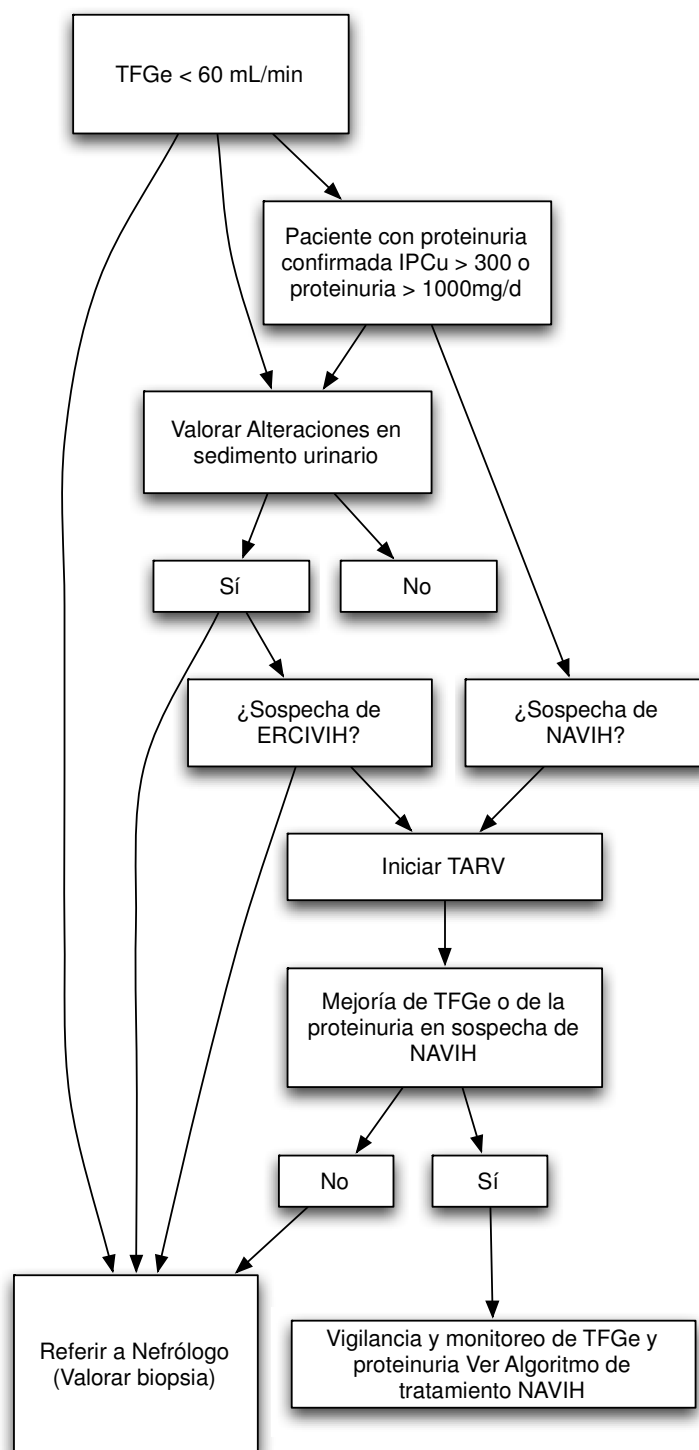 TFGe < 60 mL/min
Paciente con proteinuria
confirmada IPCu > 300 o
proteinuria > 1000mg/d
Valorar Alteraciones en
sedimento urinario
Sí
No
¿Sospecha de
ERCIVIH?
¿Sospecha de
NAVIH?
Iniciar TARV
Mejoría de TFGe o de la
proteinuria en sospecha de
NAVIH
No
Sí
Referir a Nefrólogo
(Valorar biopsia)
Vigilancia y monitoreo de TFGe y
proteinuria Ver Algoritmo de
tratamiento NAVIH